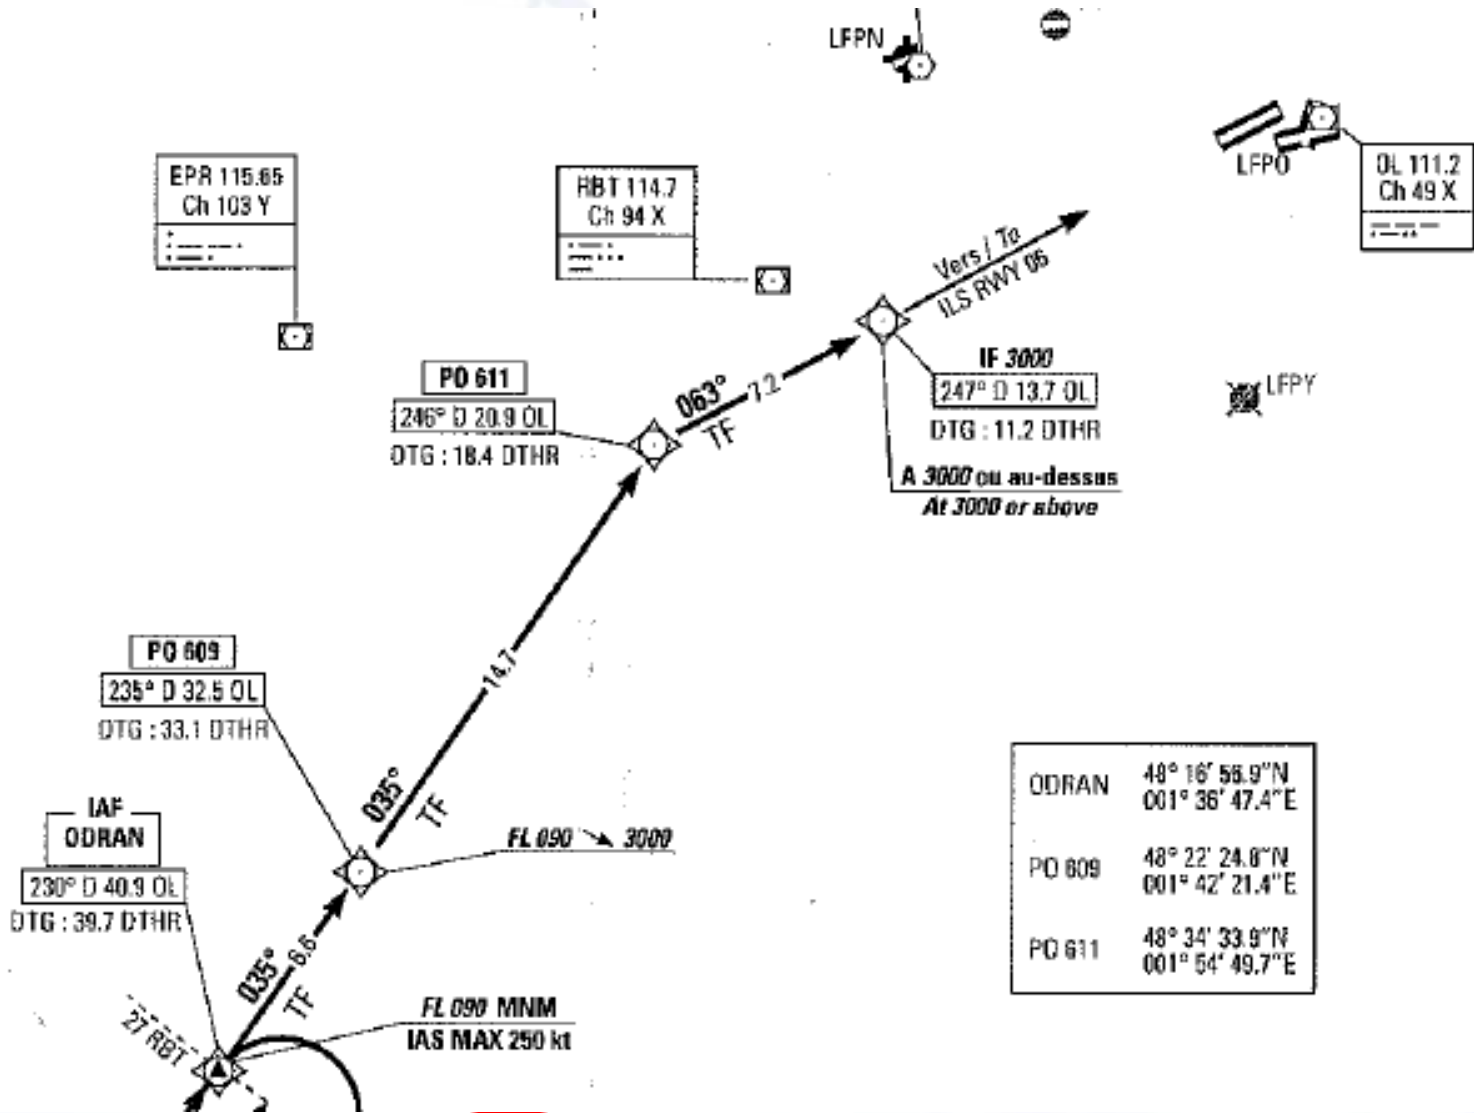 LFPN
LFPO
OL 111.2
Ch 49 X
EPR 115.65
Ch 103 Y
RBT 114.7
Ch 94 X
Vers / To
ILS RWY 06
LFPY
IF 3000
247° D 13.7 OL
DTG : 11.2 DTHR
A 3000 ou au-dessus
At 3000 or above
PO 611
246° D 20.9 OL
DTG : 18.4 DTHR
063°
7.2
TF
14.7
PO 609
235° D 32.5 OL
DTG : 33.1 DTHR
035°
TF
FL 090 ↘ 3000
IAF
ODRAN
230° D 40.9 OL
DTG : 39.7 DTHR
035°
6.6
TF
27 RBT
FL 090 MNM
IAS MAX 250 kt
ODRAN 48° 16' 56.9"N
001° 36' 47.4"E
PO 609 48° 22' 24.8"N
001° 42' 21.4"E
PO 611 48° 34' 33.9"N
001° 54' 49.7"E